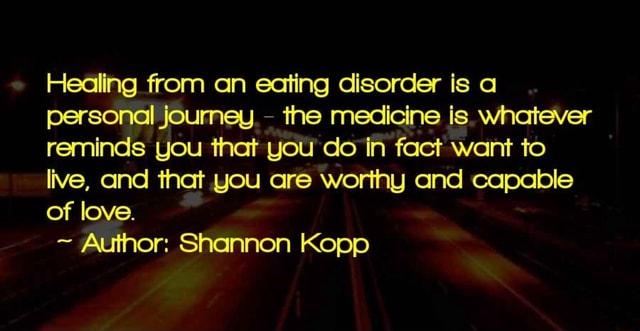 Healing from an eating disorder is a
personal journey - the medicine is whatever
reminds you that you do in fact want to
live, and that you are worthy and capable
of love.
~ Author: Shannon Kopp